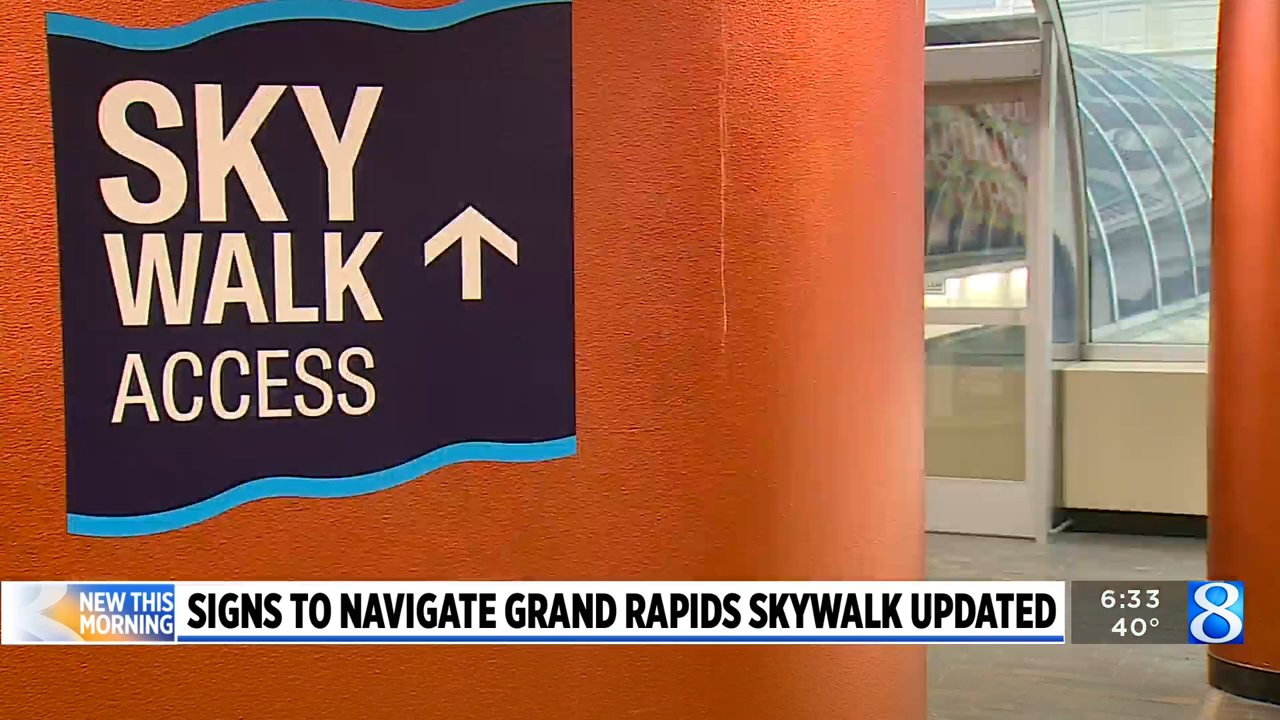 SKY
WALK
ACCESS
NEW THIS
MORNING
SIGNS TO NAVIGATE GRAND RAPIDS SKYWALK UPDATED
6:33
40°
8